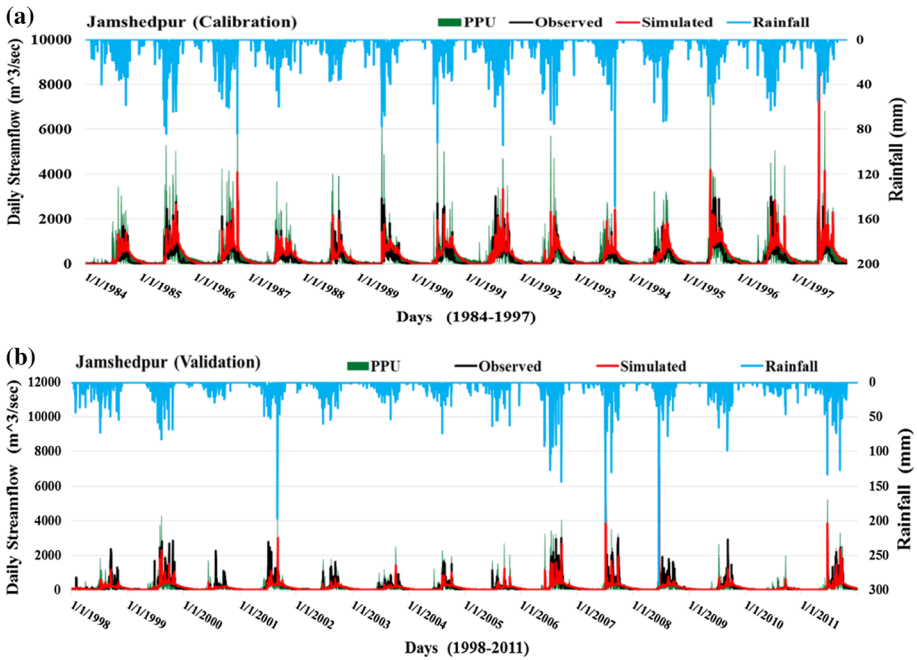 (a)
Jamshedpur (Calibration)
PPU Observed Simulated Rainfall
10000
8000
6000
4000
2000
0
Daily Streamflow (m^3/sec)
0
40
80
120
160
200
Rainfall (mm)
1/1/1984 1/1/1985 1/1/1986 1/1/1987 1/1/1988 1/1/1989 1/1/1990 1/1/1991 1/1/1992 1/1/1993 1/1/1994 1/1/1995 1/1/1996 1/1/1997
Days (1984-1997)
(b)
Jamshedpur (Validation)
PPU Observed Simulated Rainfall
12000
10000
8000
6000
4000
2000
0
Daily Streamflow (m^3/sec)
0
50
100
150
200
250
300
Rainfall (mm)
1/1/1998 1/1/1999 1/1/2000 1/1/2001 1/1/2002 1/1/2003 1/1/2004 1/1/2005 1/1/2006 1/1/2007 1/1/2008 1/1/2009 1/1/2010 1/1/2011
Days (1998-2011)